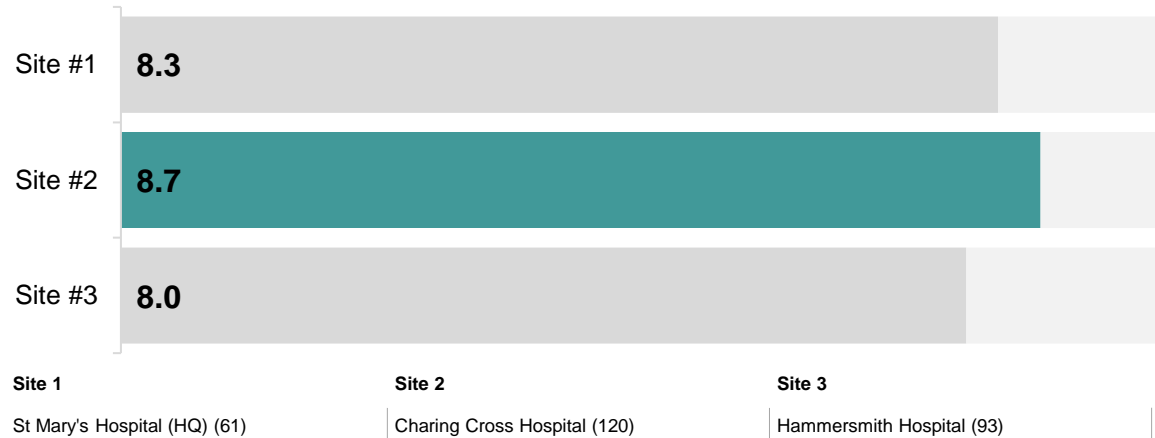 Site #1 8.3
Site #2 8.7
Site #3 8.0
Site 1 Site 2 Site 3
St Mary's Hospital (HQ) (61) Charing Cross Hospital (120) Hammersmith Hospital (93)